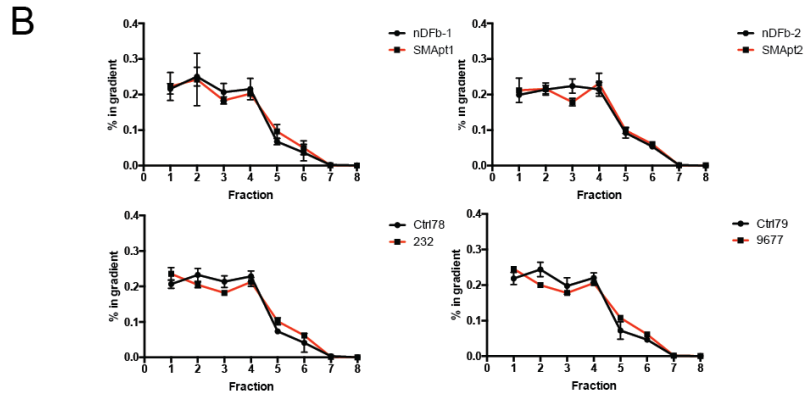 B
nDFb-1
SMApt1
% in gradient
0.4
0.3
0.2
0.1
0.0
0 1 2 3 4 5 6 7 8
Fraction
nDFb-2
SMApt2
% in gradient
0.4
0.3
0.2
0.1
0.0
0 1 2 3 4 5 6 7 8
Fraction
Ctrl78
232
% in gradient
0.4
0.3
0.2
0.1
0.0
0 1 2 3 4 5 6 7 8
Fraction
Ctrl79
9677
% in gradient
0.4
0.3
0.2
0.1
0.0
0 1 2 3 4 5 6 7 8
Fraction